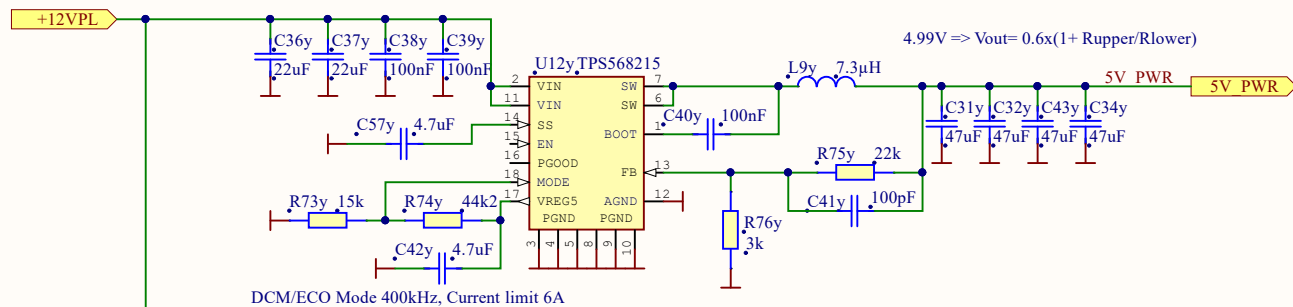 +12VPL
C36y C37y C38y C39y
22uF 22uF 100nF 100nF
4.99V => Vout= 0.6x(1+ Rupper/Rlower)
U12y TPS568215
L9y 7.3µH
2 VIN SW 7
11 VIN SW 6
5V_PWR
5V_PWR
C57y 4.7uF
14 SS
C40y 100nF
BOOT 1
C31y C32y C43y C34y
47uF 47uF 47uF 47uF
15 EN
16 PGOOD
R75y 22k
FB 13
18 MODE
17 VREG5
AGND 12
C41y 100pF
R73y 15k R74y 44k2
PGND PGND
R76y
3k
3 4 5 8 9 10
C42y 4.7uF
DCM/ECO Mode 400kHz, Current limit 6A